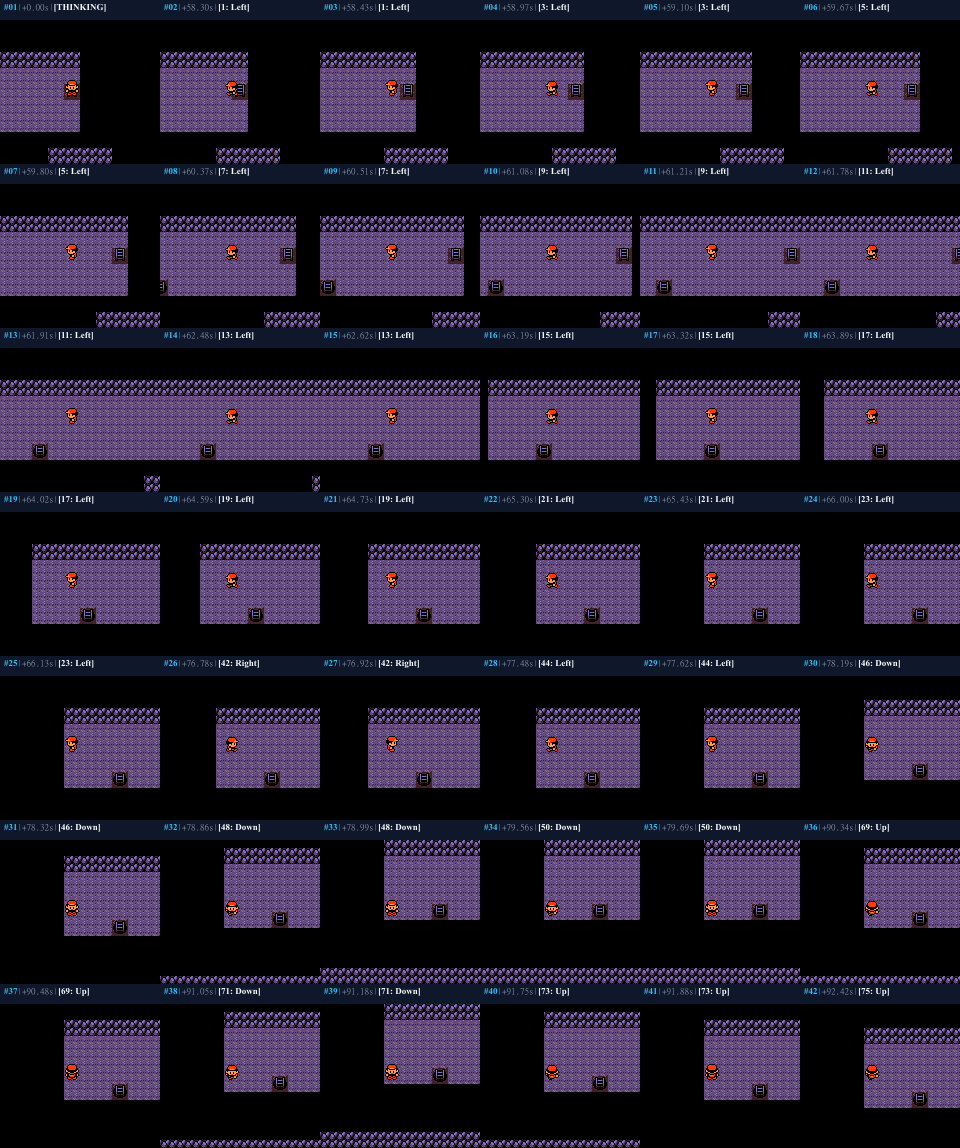 #01|+0.00s|[THINKING] #02|+58.30s|[1: Left] #03|+58.43s|[1: Left] #04|+58.97s|[3: Left] #05|+59.10s|[3: Left] #06|+59.67s|[5: Left]
#07|+59.80s|[5: Left] #08|+60.37s|[7: Left] #09|+60.51s|[7: Left] #10|+61.08s|[9: Left] #11|+61.21s|[9: Left] #12|+61.78s|[11: Left]
#13|+61.91s|[11: Left] #14|+62.48s|[13: Left] #15|+62.62s|[13: Left] #16|+63.19s|[15: Left] #17|+63.32s|[15: Left] #18|+63.89s|[17: Left]
#19|+64.02s|[17: Left] #20|+64.59s|[19: Left] #21|+64.73s|[19: Left] #22|+65.30s|[21: Left] #23|+65.43s|[21: Left] #24|+66.00s|[23: Left]
#25|+66.13s|[23: Left] #26|+76.78s|[42: Right] #27|+76.92s|[42: Right] #28|+77.48s|[44: Left] #29|+77.62s|[44: Left] #30|+78.19s|[46: Down]
#31|+78.32s|[46: Down] #32|+78.86s|[48: Down] #33|+78.99s|[48: Down] #34|+79.56s|[50: Down] #35|+79.69s|[50: Down] #36|+90.34s|[69: Up]
#37|+90.48s|[69: Up] #38|+91.05s|[71: Down] #39|+91.18s|[71: Down] #40|+91.75s|[73: Up] #41|+91.88s|[73: Up] #42|+92.42s|[75: Up]